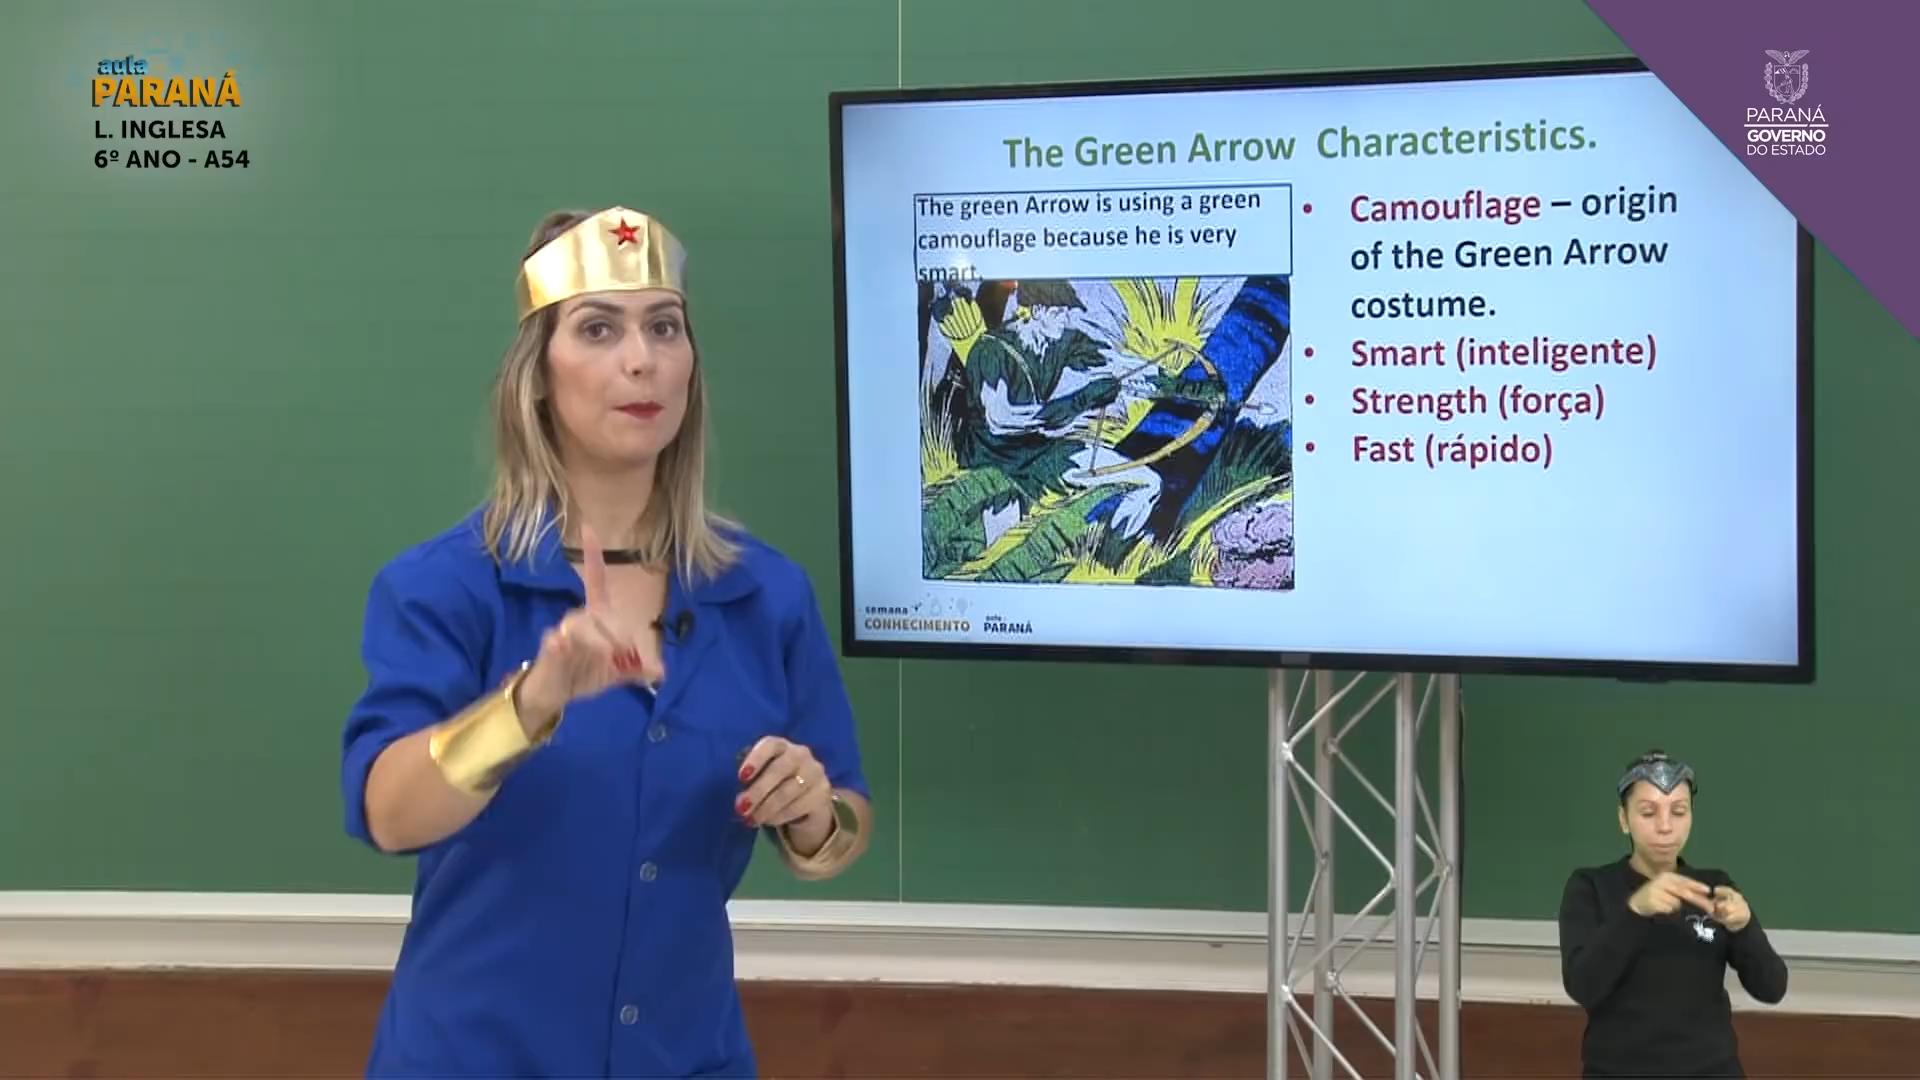 aula
PARANÁ
L. INGLESA
6º ANO - A54
PARANÁ
GOVERNO
DO ESTADO
The Green Arrow Characteristics.
The green Arrow is using a green
camouflage because he is very
smart.
• Camouflage – origin
of the Green Arrow
costume.
• Smart (inteligente)
• Strength (força)
• Fast (rápido)
semana
CONHECIMENTO
aula
PARANÁ